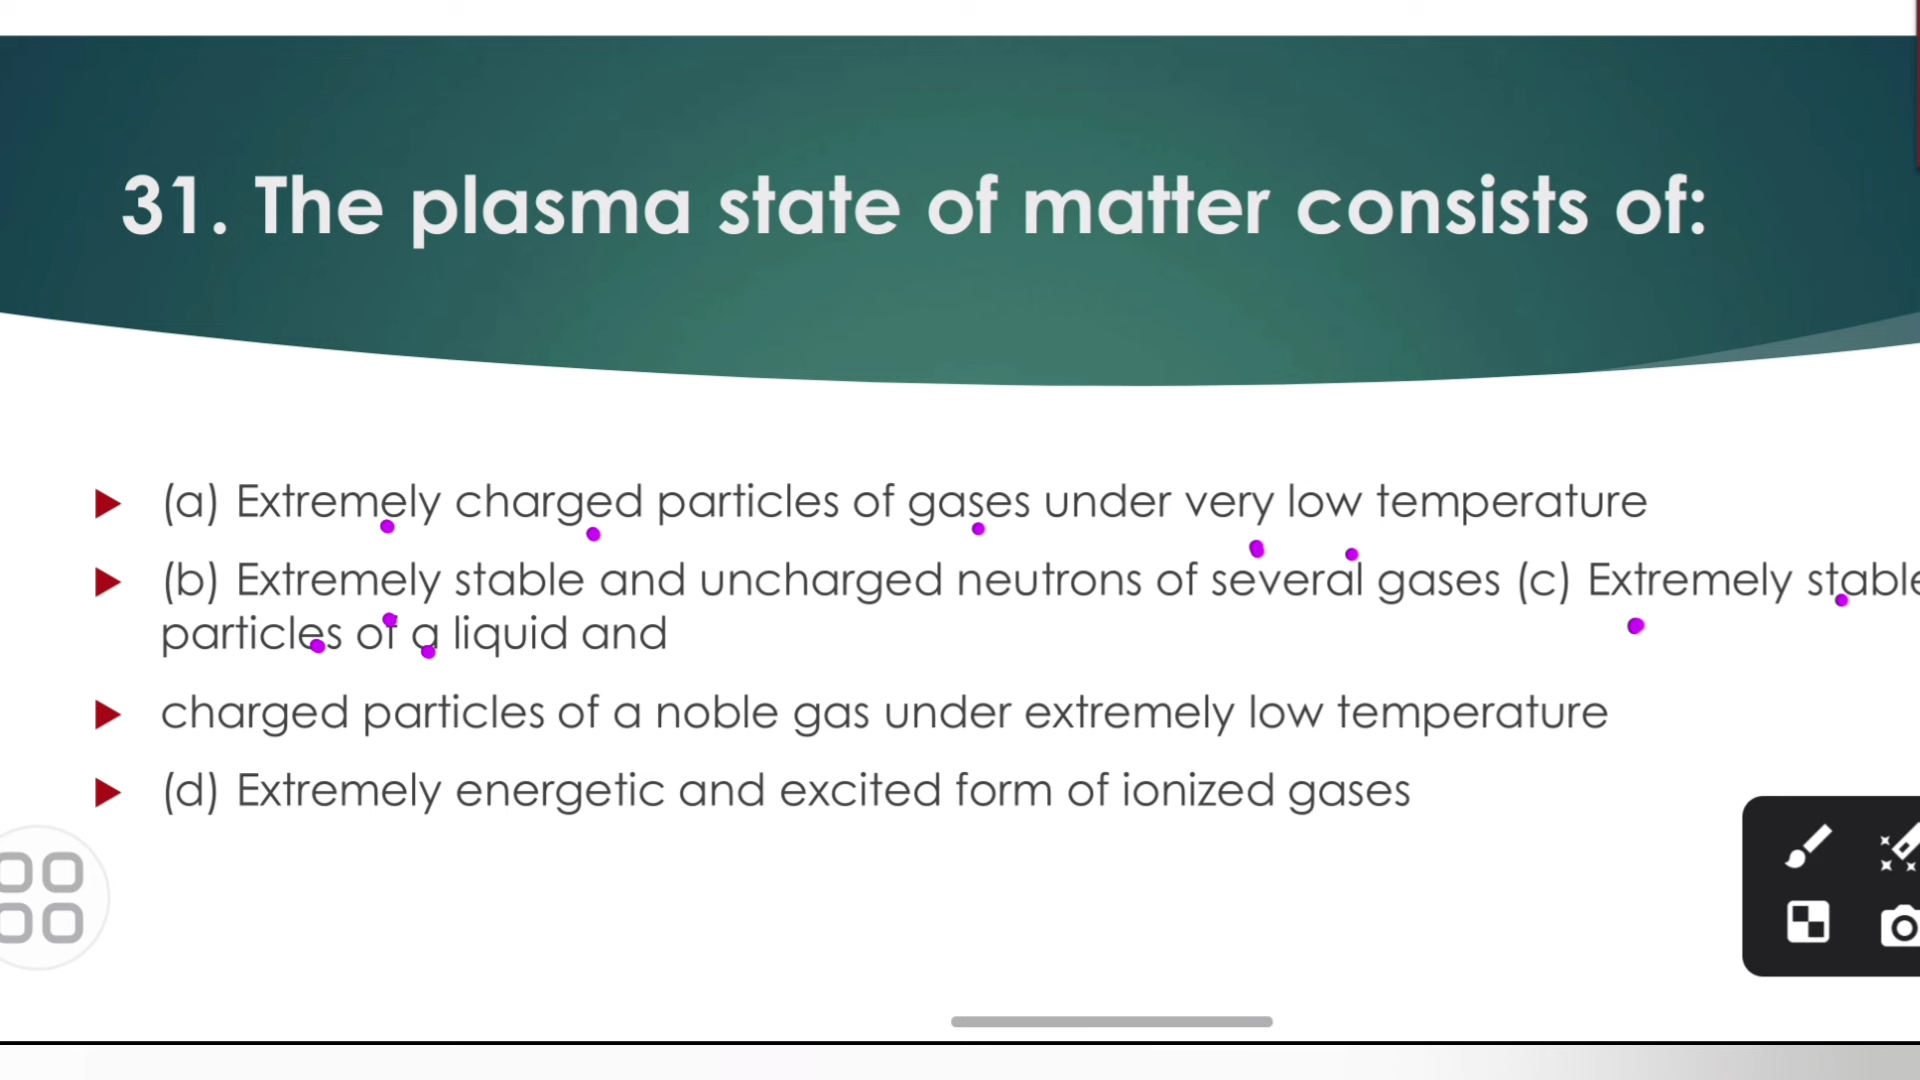 31. The plasma state of matter consists of:
(a) Extremely charged particles of gases under very low temperature
(b) Extremely stable and uncharged neutrons of several gases (c) Extremely stable
particles of a liquid and
charged particles of a noble gas under extremely low temperature
(d) Extremely energetic and excited form of ionized gases